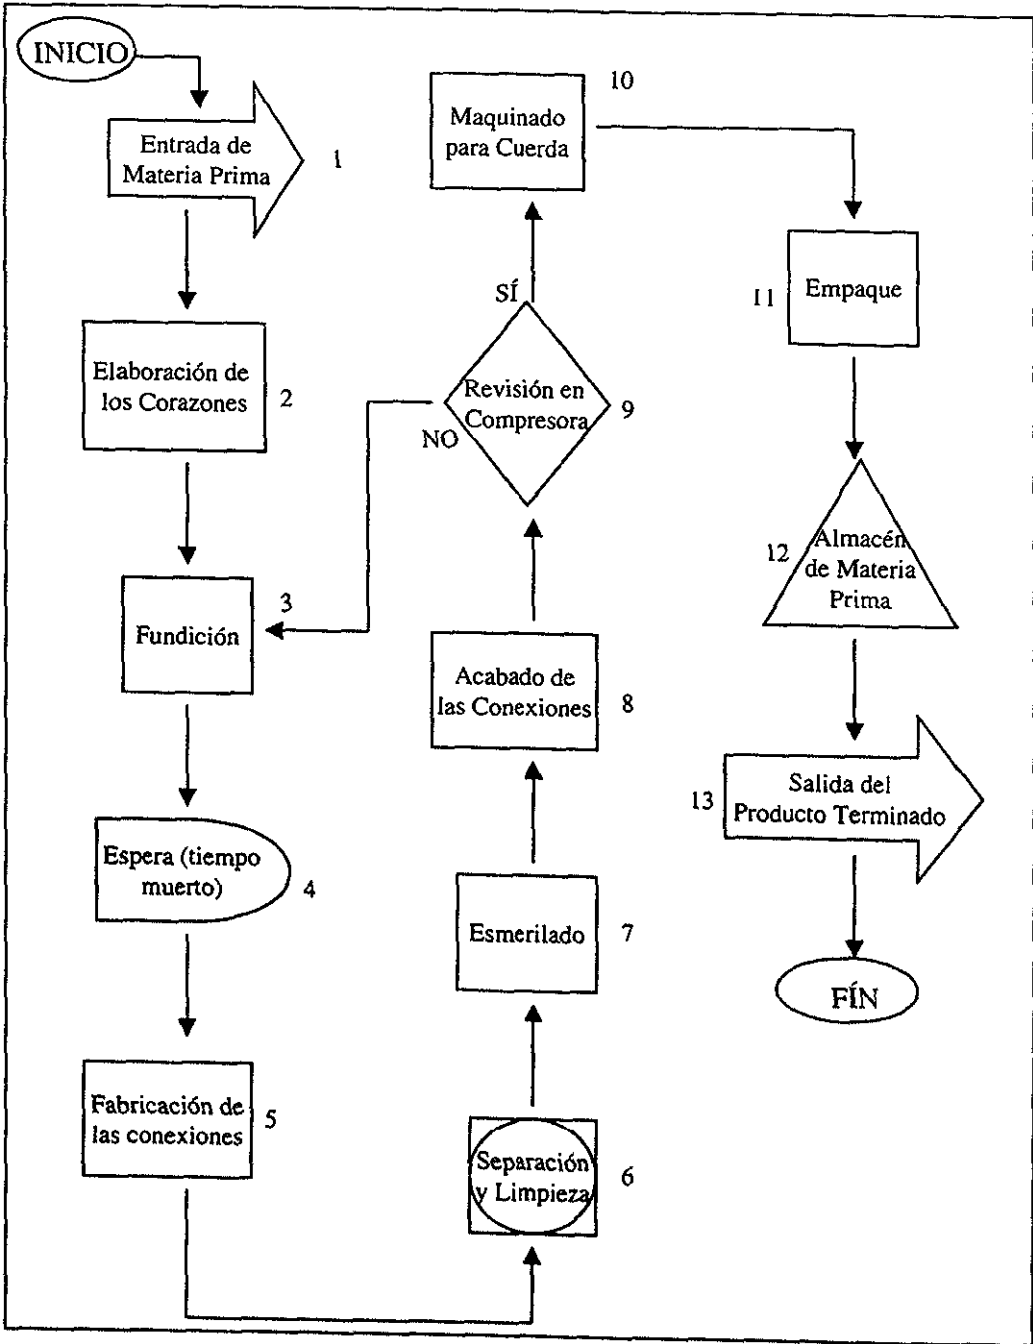 INICIO
Entrada de
Materia Prima
1
Elaboración de
los Corazones
2
Fundición
3
Espera (tiempo
muerto)
4
Fabricación de
las conexiones
5
Separación
y Limpieza
6
Esmerilado
7
Acabado de
las Conexiones
8
Revisión en
Compresora
9
NO
SÍ
Maquinado
para Cuerda
10
Empaque
11
Almacén
de Materia
Prima
12
Salida del
Producto Terminado
13
FÍN